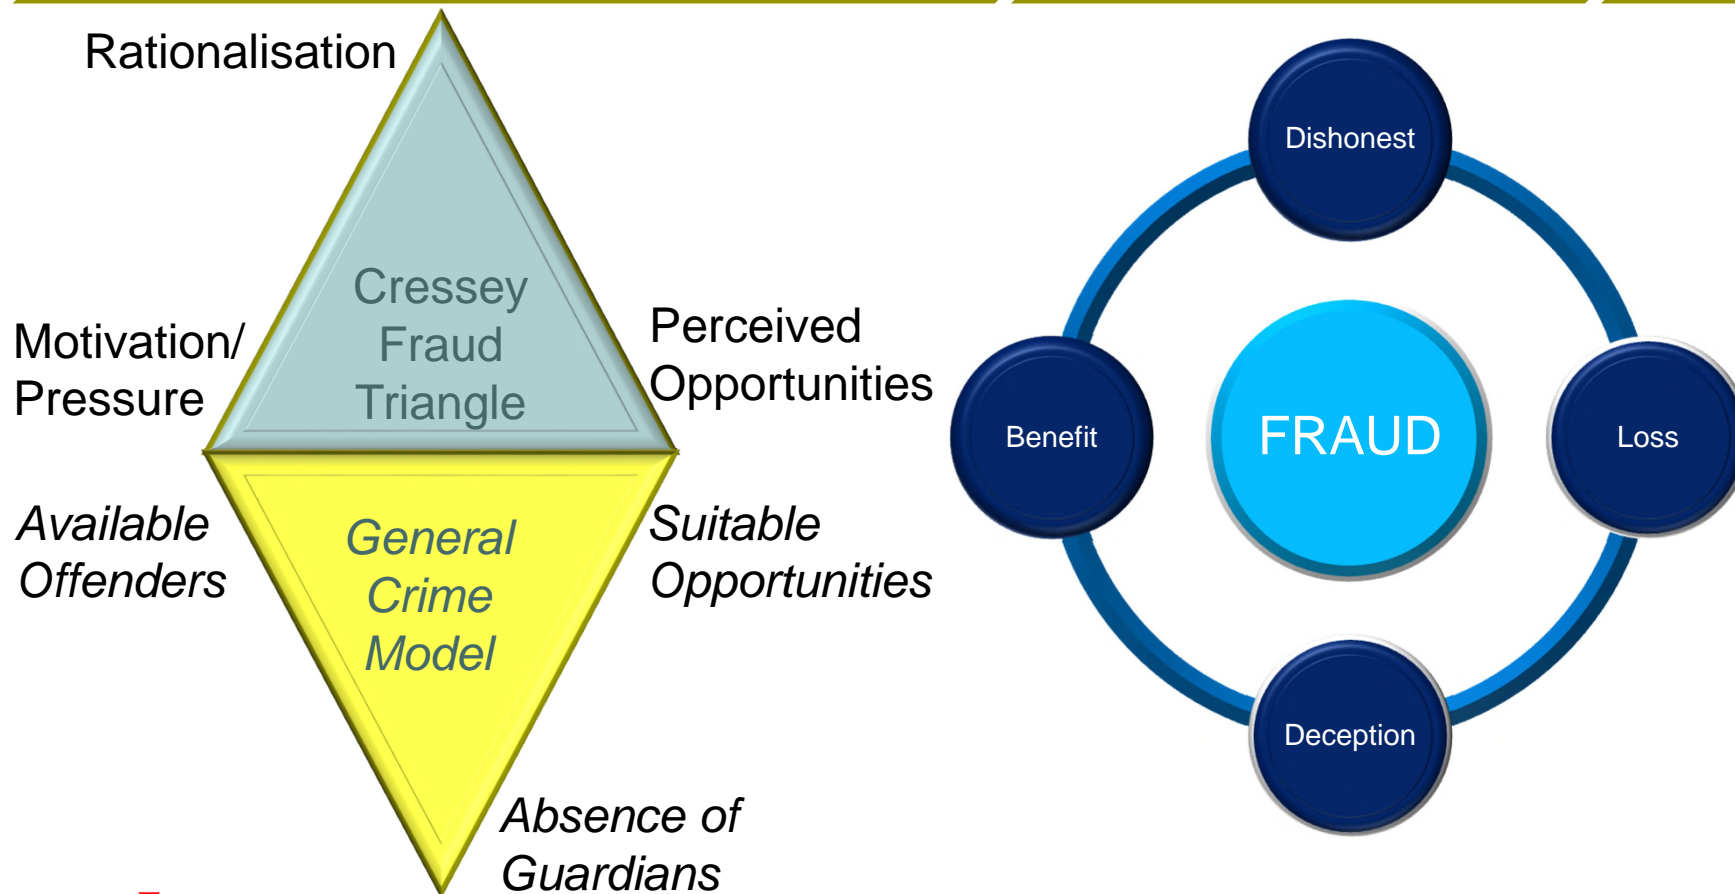 Rationalisation
Cressey
Fraud
Triangle
Motivation/
Pressure
Perceived
Opportunities
Available
Offenders
General
Crime
Model
Suitable
Opportunities
Absence of
Guardians
Dishonest
Benefit
FRAUD
Loss
Deception